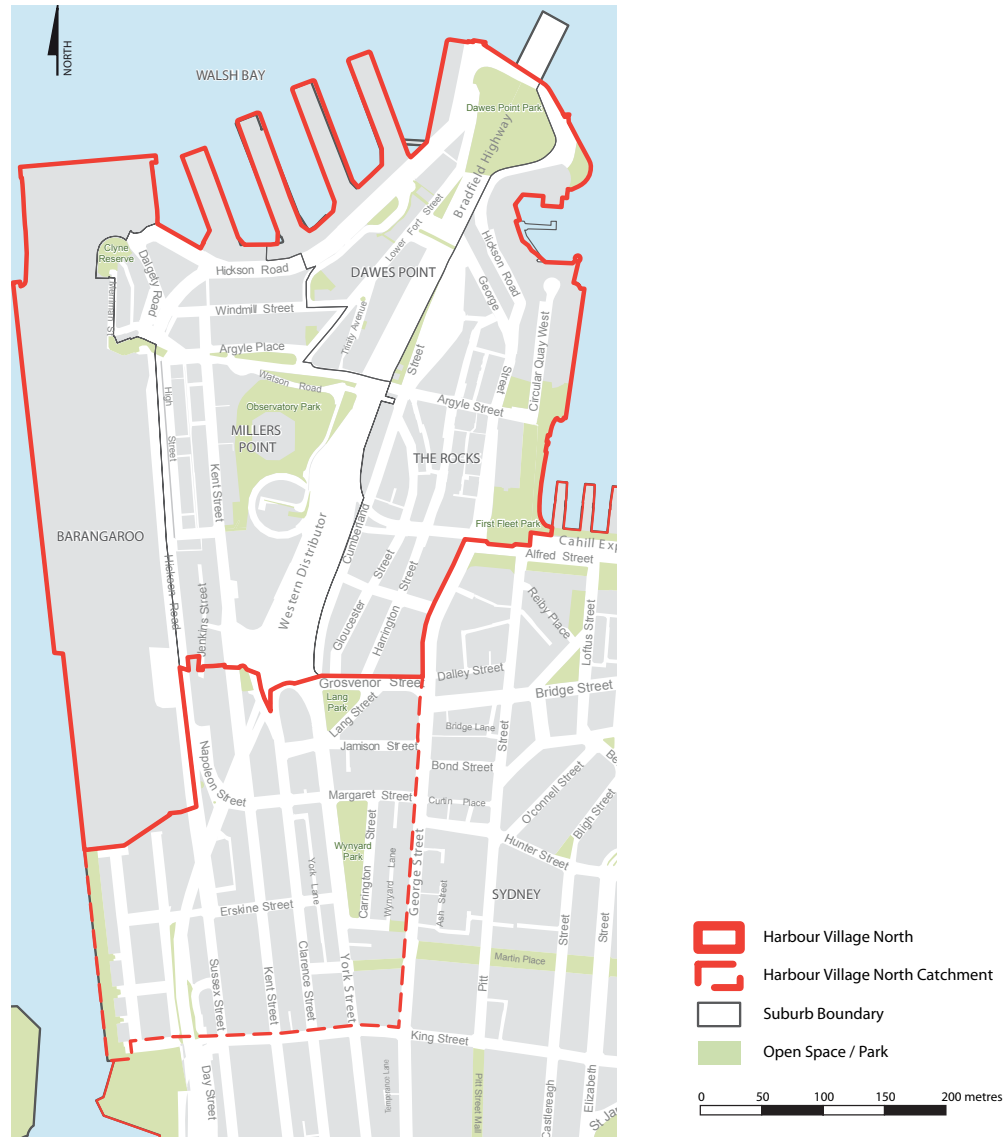 NORTH
WALSH BAY
Dawes Point Park
Bradfield Highway
Lower Fort Street
Clyne
Reserve
Dalgety Road
Merriman St
Hickson Road
DAWES POINT
Hickson Road
George
Street
Windmill Street
Trinity Avenue
Argyle Place
Watson Road
Street
Circular Quay West
Argyle Street
Observatory Park
High
Street
MILLERS
POINT
THE ROCKS
Kent Street
BARANGAROO
First Fleet Park
Cahill Exp
Alfred Street
Cumberland
Street
Western Distributor
Gloucester
Harrington
Street
Hickson Road
Jenkins Street
Reiby Place
Loftus Street
Dalley Street
Grosvenor Street
Bridge Street
Lang
Park
Lang Street
Bridge Lane
Street
Jamison Street
Bond Street
Be
Napoleon Street
Margaret Street
Curtin Place
O'connell Street
Bligh Street
Hunter Street
Wynyard
Park
Carrington Street
Wynyard Lane
George Street
York Lane
Ash Street
SYDNEY
Erskine Street
Street
Street
Martin Place
Sussex Street
Kent Street
Clarence Street
York Street
Pitt
King Street
Day Street
Temperance Lane
Pitt Street Mall
Castlereagh
Elizabeth
St Ja
Harbour Village North
Harbour Village North Catchment
Suburb Boundary
Open Space / Park
0 50 100 150 200 metres